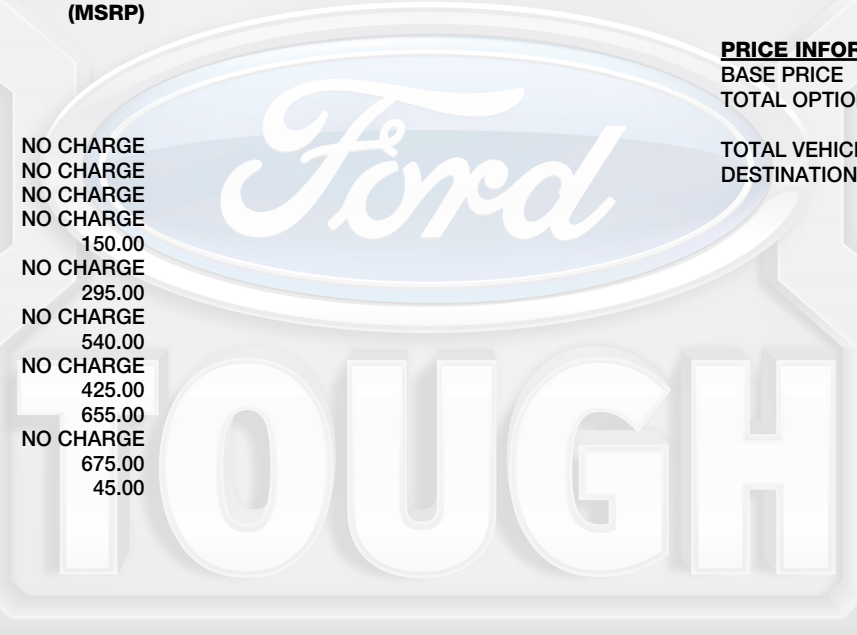 (MSRP)
NO CHARGE
NO CHARGE
NO CHARGE
NO CHARGE
150.00
NO CHARGE
295.00
NO CHARGE
540.00
NO CHARGE
425.00
655.00
NO CHARGE
675.00
45.00
PRICE INFOR
BASE PRICE
TOTAL OPTIO
TOTAL VEHICL
DESTINATION
Ford
TOUGH